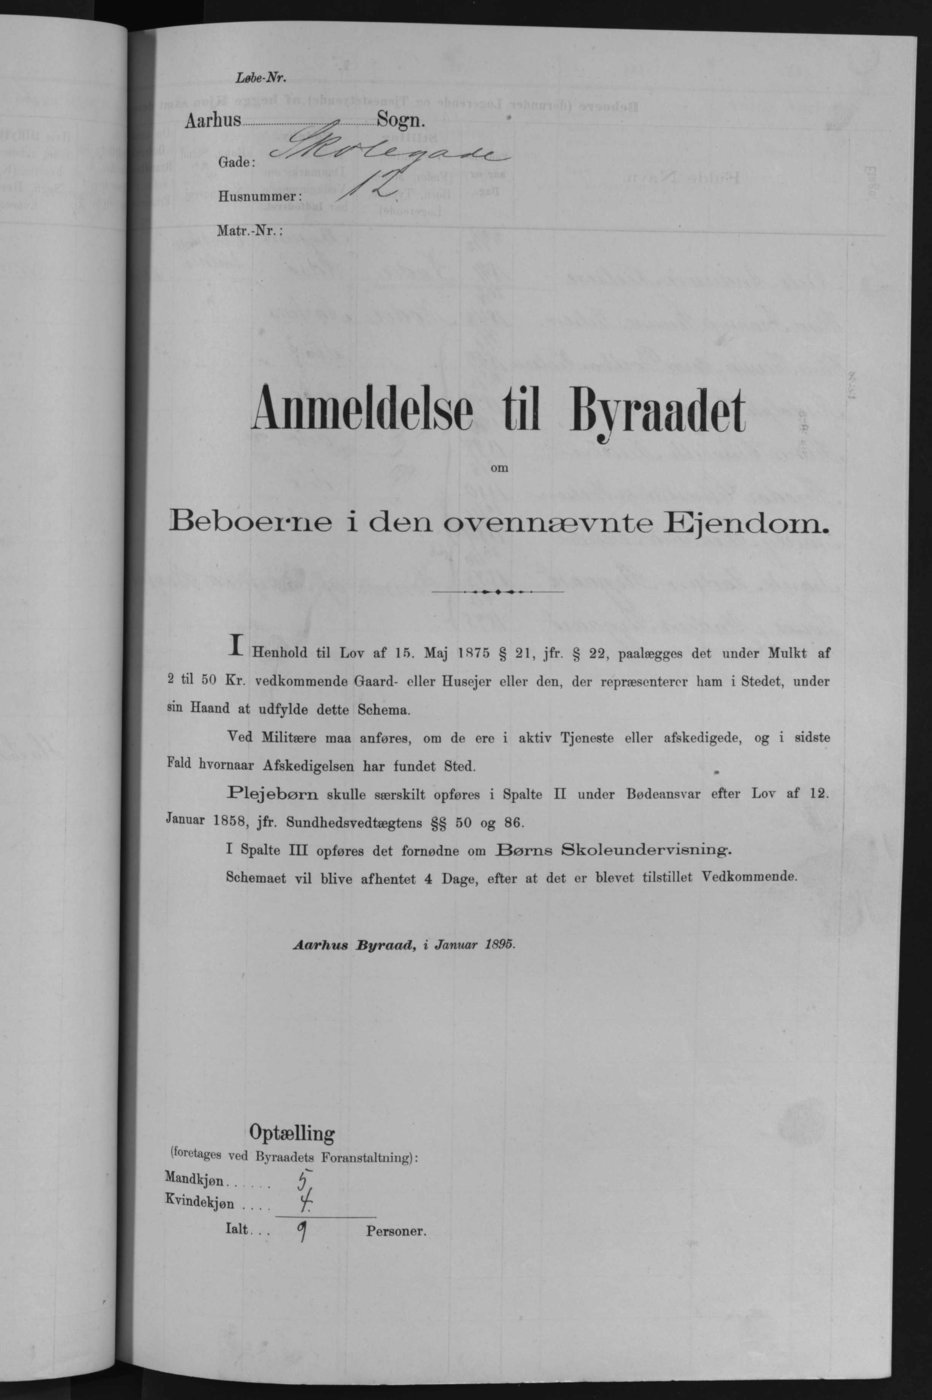 Løbe-Nr.
Aarhus Sogn.
Gade: Skolegade
Husnummer: 12.
Matr.-Nr.:
Anmeldelse til Byraadet
om
Beboerne i den ovennævnte Ejendom.
I Henhold til Lov af 15. Maj 1875 § 21, jfr. § 22, paalægges det under Mulkt af
2 til 50 Kr. vedkommende Gaard- eller Husejer eller den, der repræsenterer ham i Stedet, under
sin Haand at udfylde dette Schema.
Ved Militære maa anføres, om de ere i aktiv Tjeneste eller afskedigede, og i sidste
Fald hvornaar Afskedigelsen har fundet Sted.
Plejebørn skulle særskilt opføres i Spalte II under Bødeansvar efter Lov af 12.
Januar 1858, jfr. Sundhedsvedtægtens §§ 50 og 86.
I Spalte III opføres det fornødne om Børns Skoleundervisning.
Schemaet vil blive afhentet 4 Dage, efter at det er blevet tilstillet Vedkommende.
Aarhus Byraad, i Januar 1895.
Optælling
(foretages ved Byraadets Foranstaltning):
Mandkjøn...... 5
Kvindekjøn .... 4.
Ialt... 9 Personer.